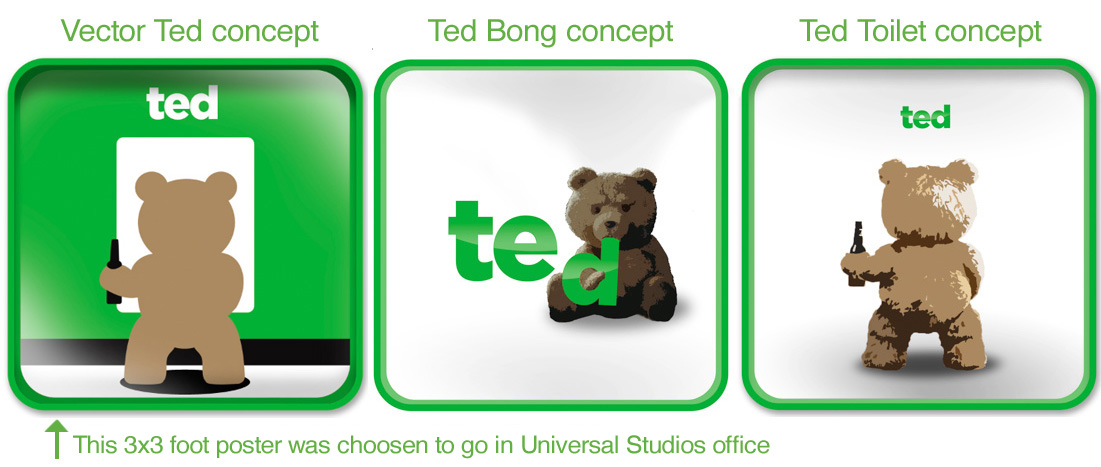 Vector Ted concept
Ted Bong concept
Ted Toilet concept
ted
ted
ted
This 3x3 foot poster was choosen to go in Universal Studios office